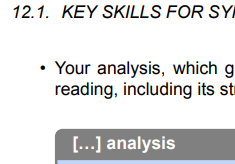 12.1. KEY SKILLS FOR SY
• Your analysis, which g
reading, including its st
[…] analysis